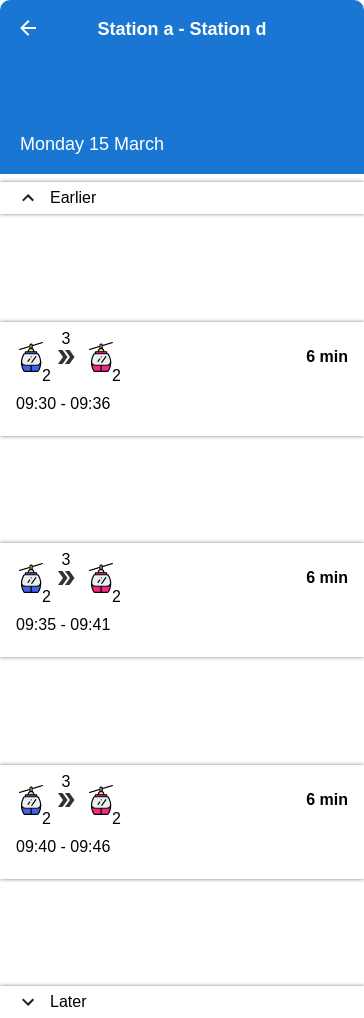 Station a - Station d
Monday 15 March
Earlier
3
2 » 2
6 min
09:30 - 09:36
3
2 » 2
6 min
09:35 - 09:41
3
2 » 2
6 min
09:40 - 09:46
Later